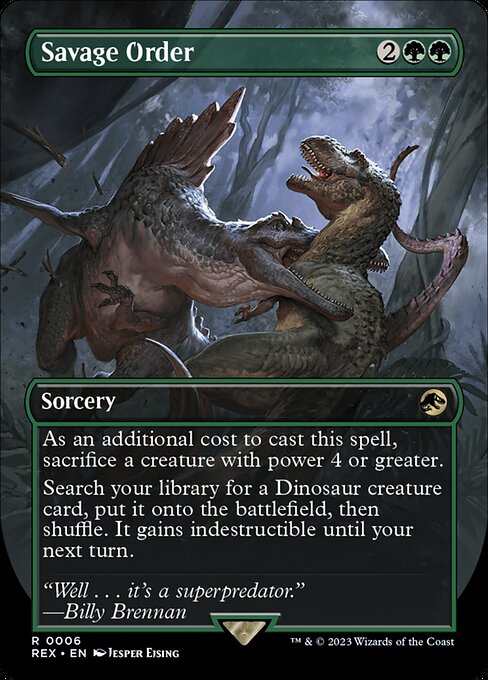 Savage Order 2
Sorcery
As an additional cost to cast this spell,
sacrifice a creature with power 4 or greater.
Search your library for a Dinosaur creature
card, put it onto the battlefield, then
shuffle. It gains indestructible until your
next turn.
“Well . . . it’s a superpredator.”
—Billy Brennan
R 0006
REX • EN Jesper Eising
™ & © 2023 Wizards of the Coast